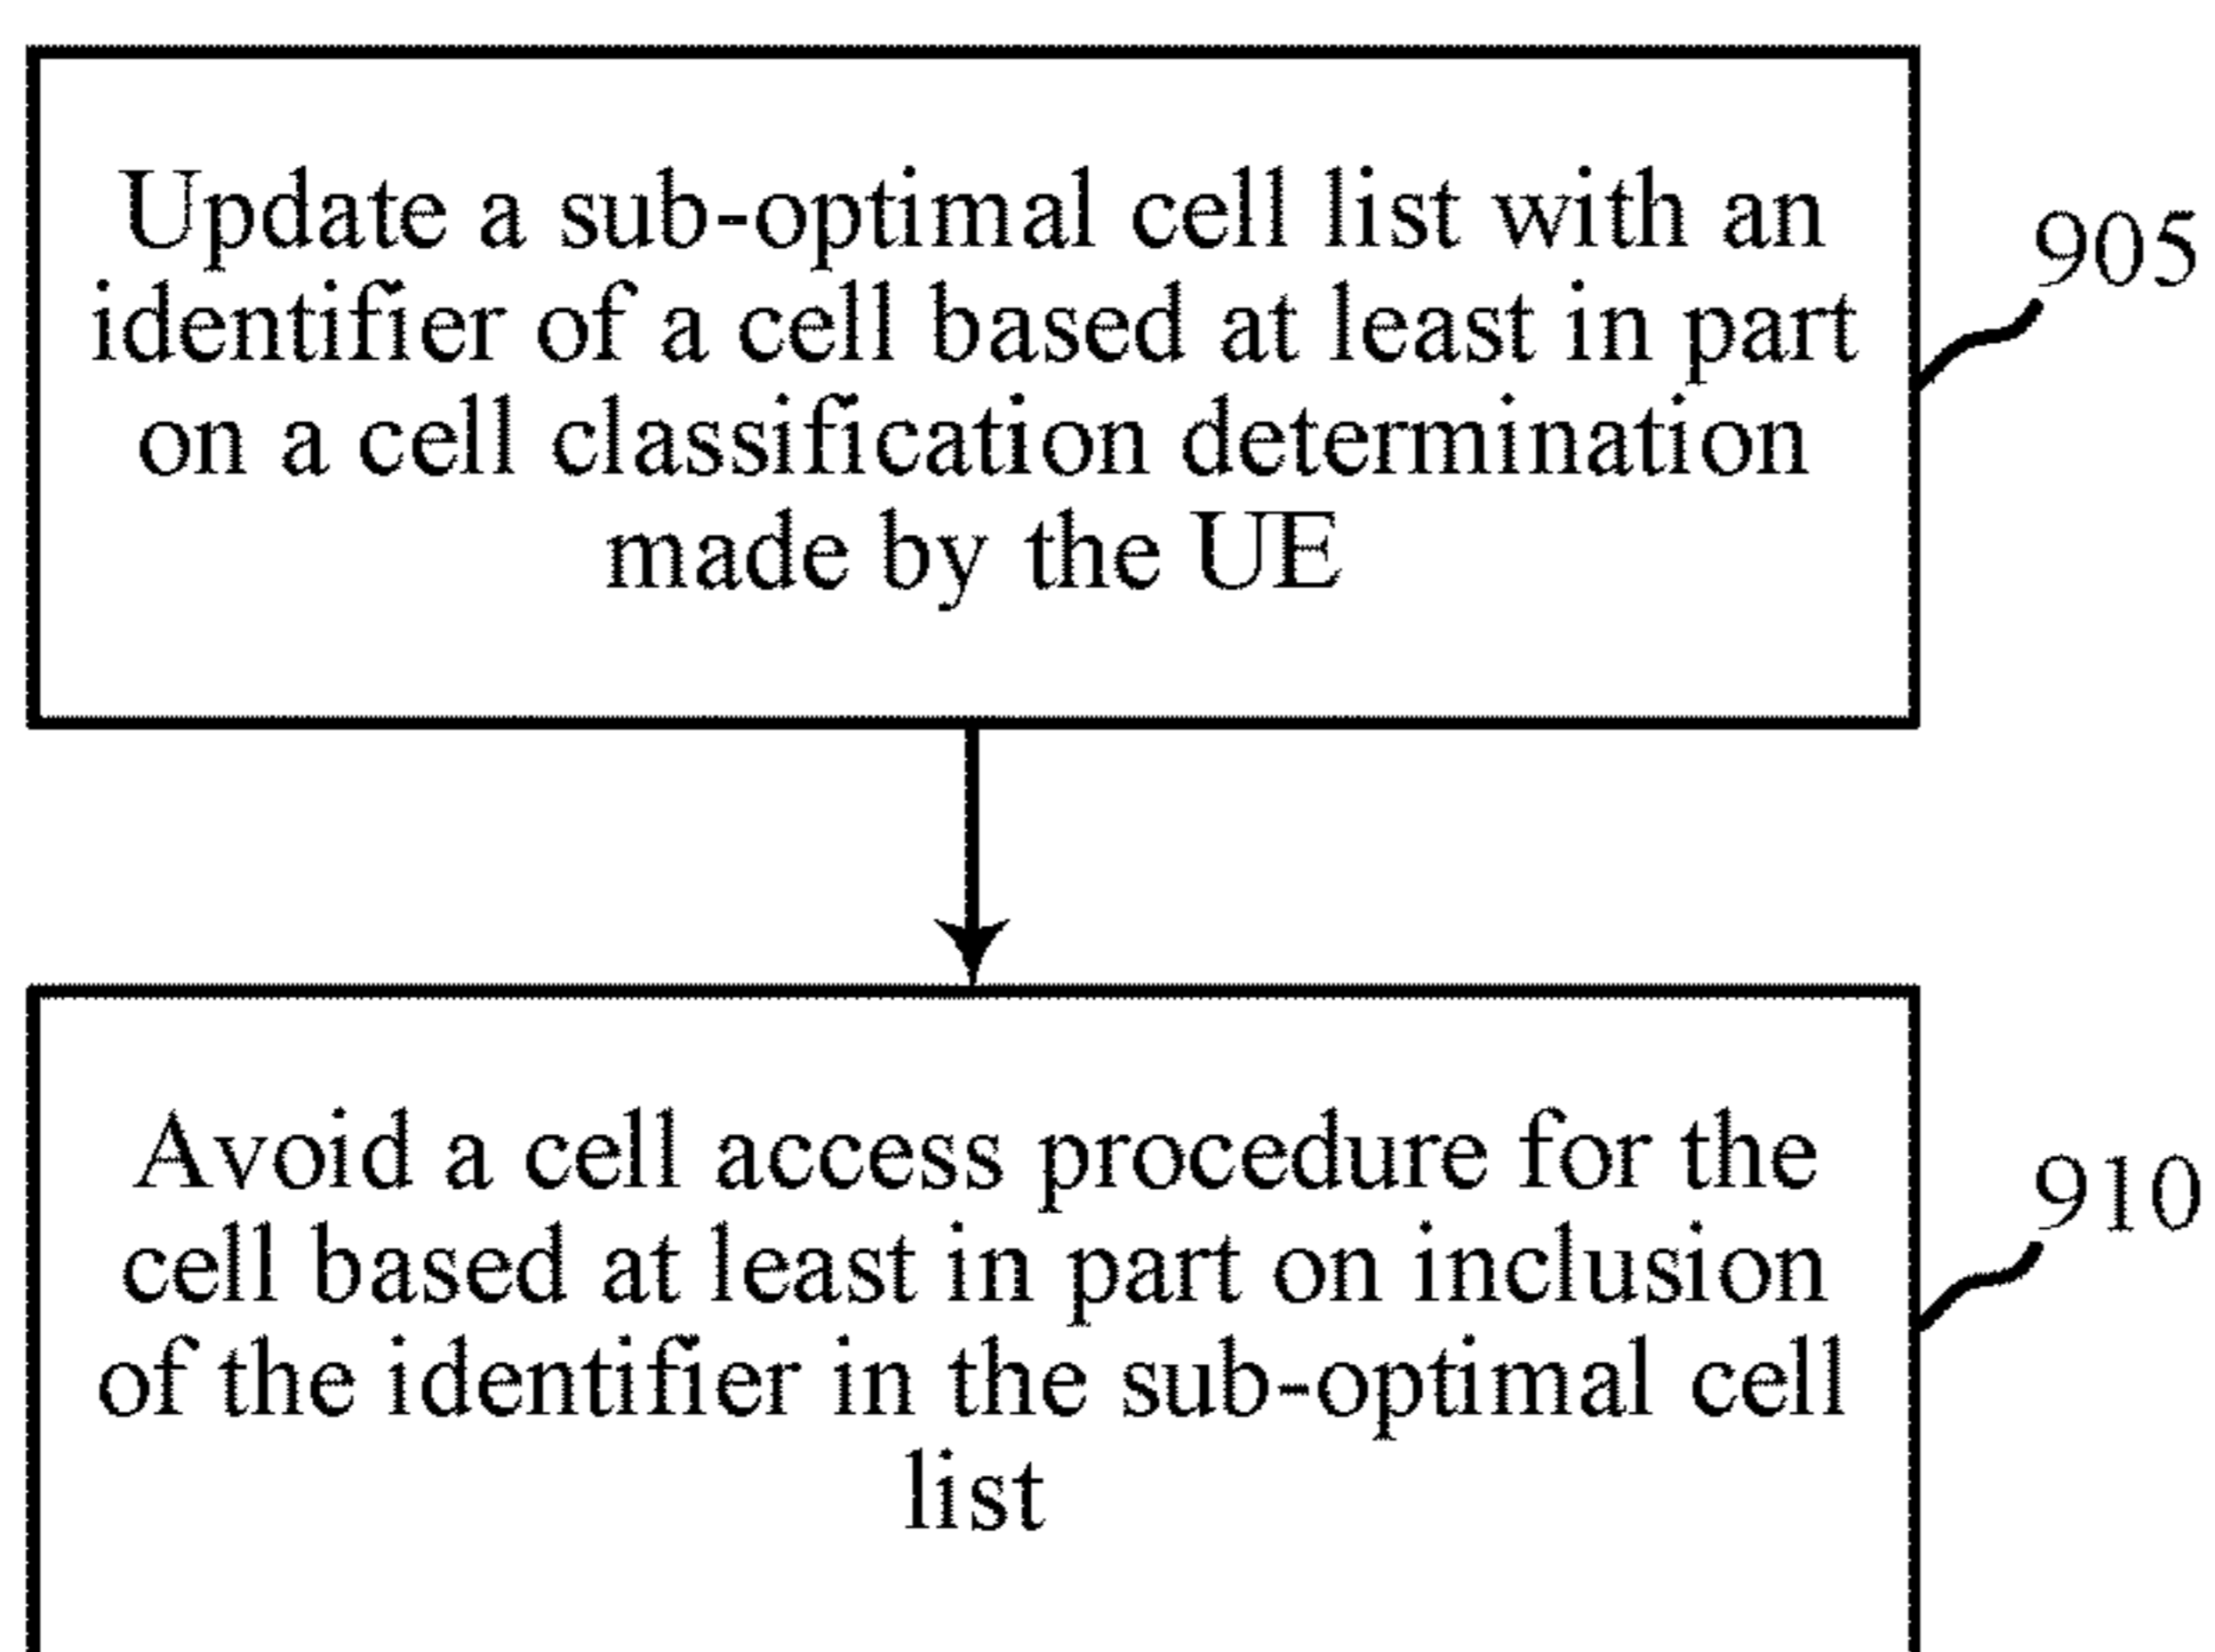 Update a sub-optimal cell list with an
identifier of a cell based at least in part
on a cell classification determination
made by the UE
905
Avoid a cell access procedure for the
cell based at least in part on inclusion
of the identifier in the sub-optimal cell
list
910